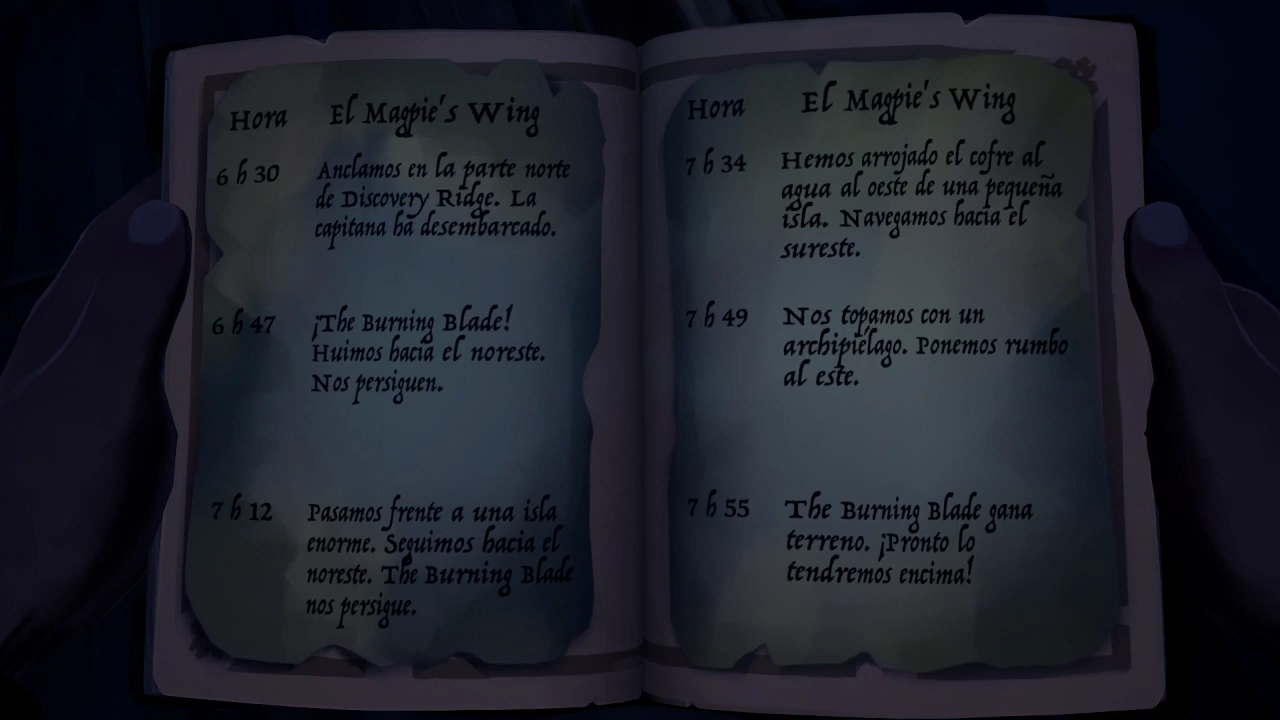 Hora El Magpie's Wing
6 h 30 Anclamos en la parte norte
de Discovery Ridge. La
capitana ha desembarcado.
6 h 47 ¡The Burning Blade!
Huimos hacia el noreste.
Nos persiguen.
7 h 12 Pasamos frente a una isla
enorme. Seguimos hacia el
noreste. The Burning Blade
nos persigue.
Hora El Magpie's Wing
7 h 34 Hemos arrojado el cofre al
agua al oeste de una pequeña
isla. Navegamos hacia el
sureste.
7 h 49 Nos topamos con un
archipiélago. Ponemos rumbo
al este.
7 h 55 The Burning Blade gana
terreno. ¡Pronto lo
tendremos encima!